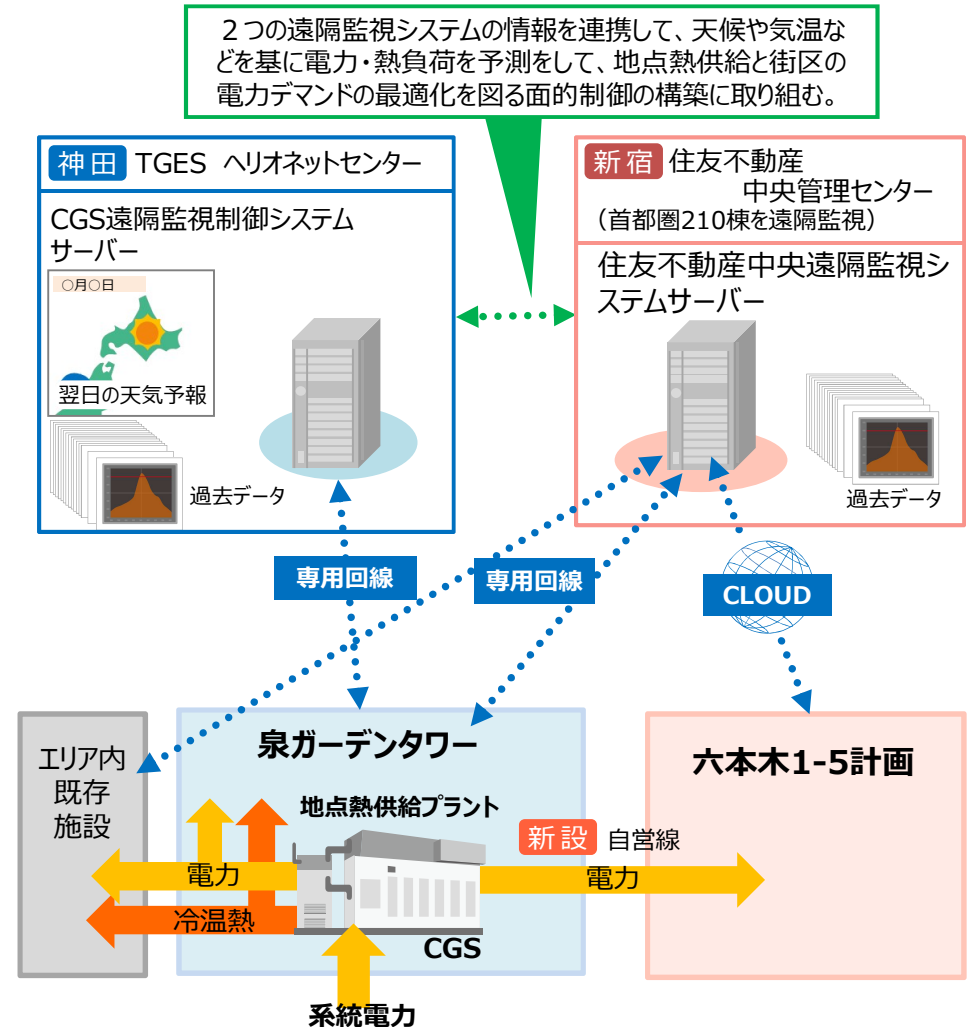 ２つの遠隔監視システムの情報を連携して、天候や気温な
どを基に電力・熱負荷を予測をして、地点熱供給と街区の
電力デマンドの最適化を図る面的制御の構築に取り組む。
神田 TGES ヘリオネットセンター
CGS遠隔監視制御システム
サーバー
○月○日
翌日の天気予報
過去データ
新宿 住友不動産
中央管理センター
（首都圏210棟を遠隔監視）
住友不動産中央遠隔監視シ
ステムサーバー
過去データ
専用回線
専用回線
CLOUD
エリア内
既存
施設
泉ガーデンタワー
地点熱供給プラント
電力
冷温熱
CGS
系統電力
新設 自営線
電力
六本木1-5計画